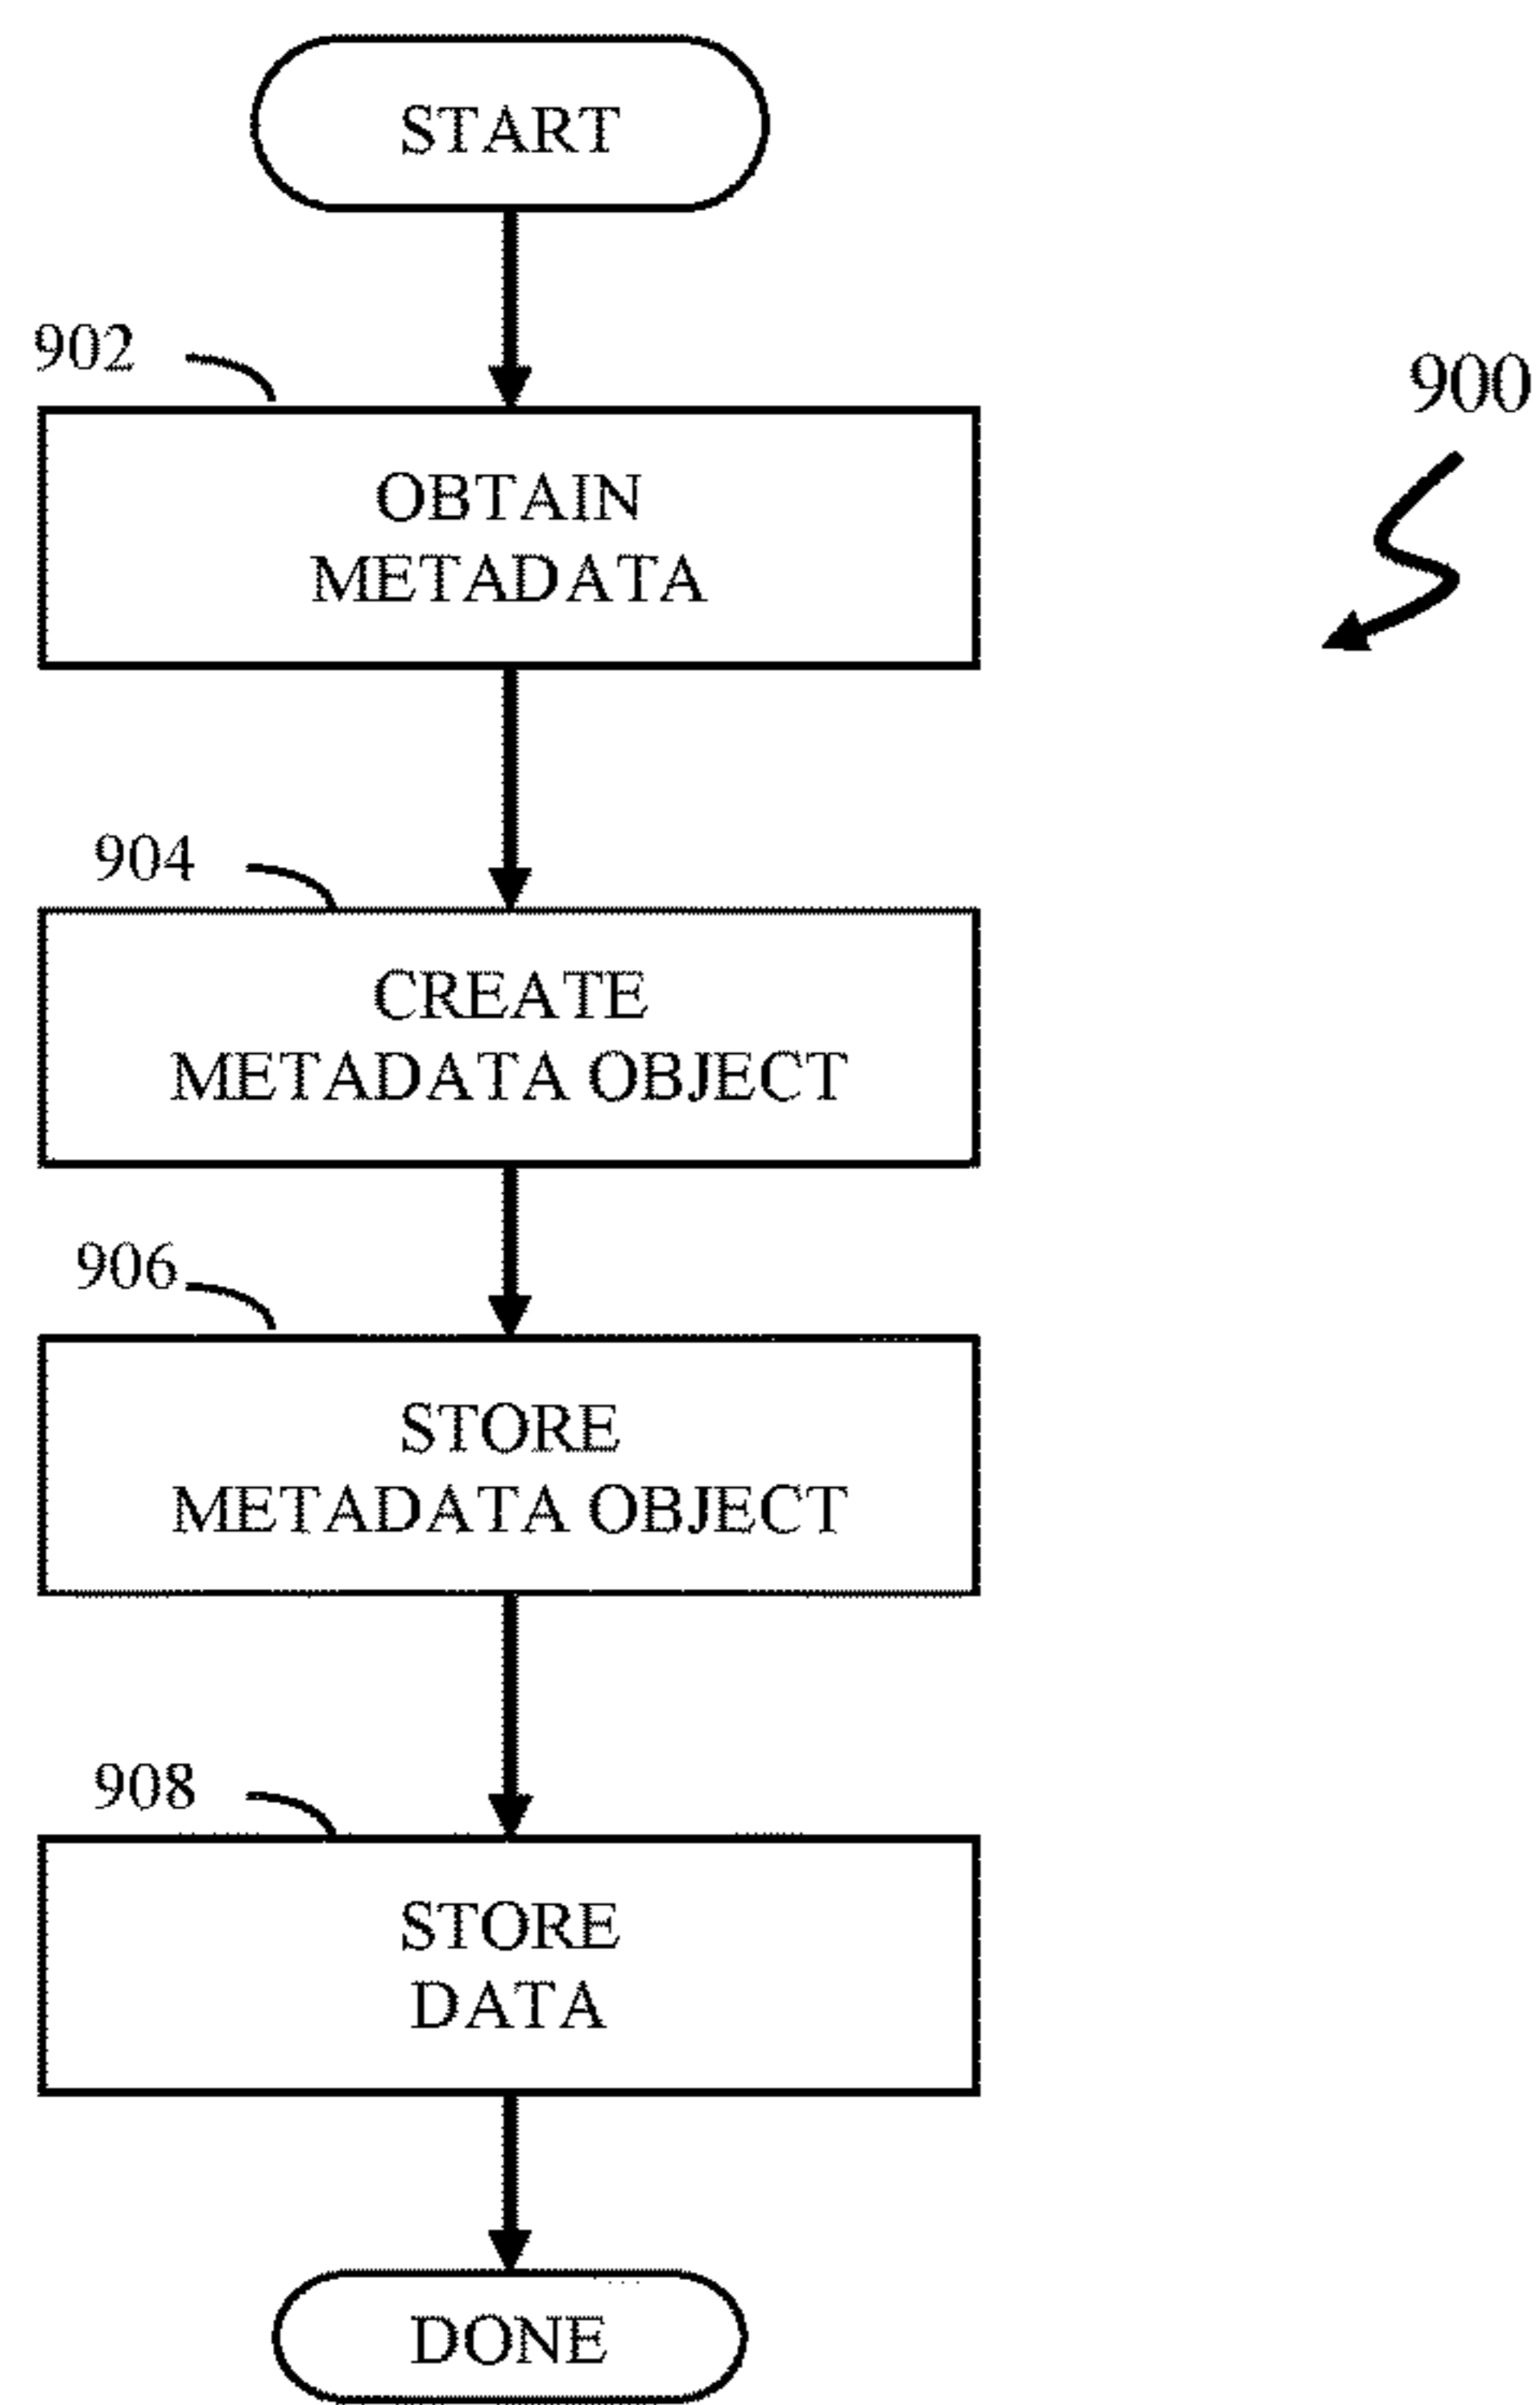 START
902
900
OBTAIN
METADATA
904
CREATE
METADATA OBJECT
906
STORE
METADATA OBJECT
908
STORE
DATA
DONE